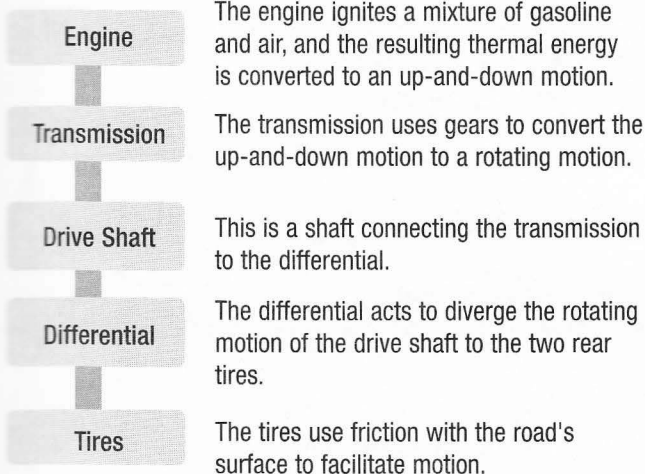 Engine
The engine ignites a mixture of gasoline
and air, and the resulting thermal energy
is converted to an up-and-down motion.
Transmission
The transmission uses gears to convert the
up-and-down motion to a rotating motion.
Drive Shaft
This is a shaft connecting the transmission
to the differential.
Differential
The differential acts to diverge the rotating
motion of the drive shaft to the two rear
tires.
Tires
The tires use friction with the road's
surface to facilitate motion.